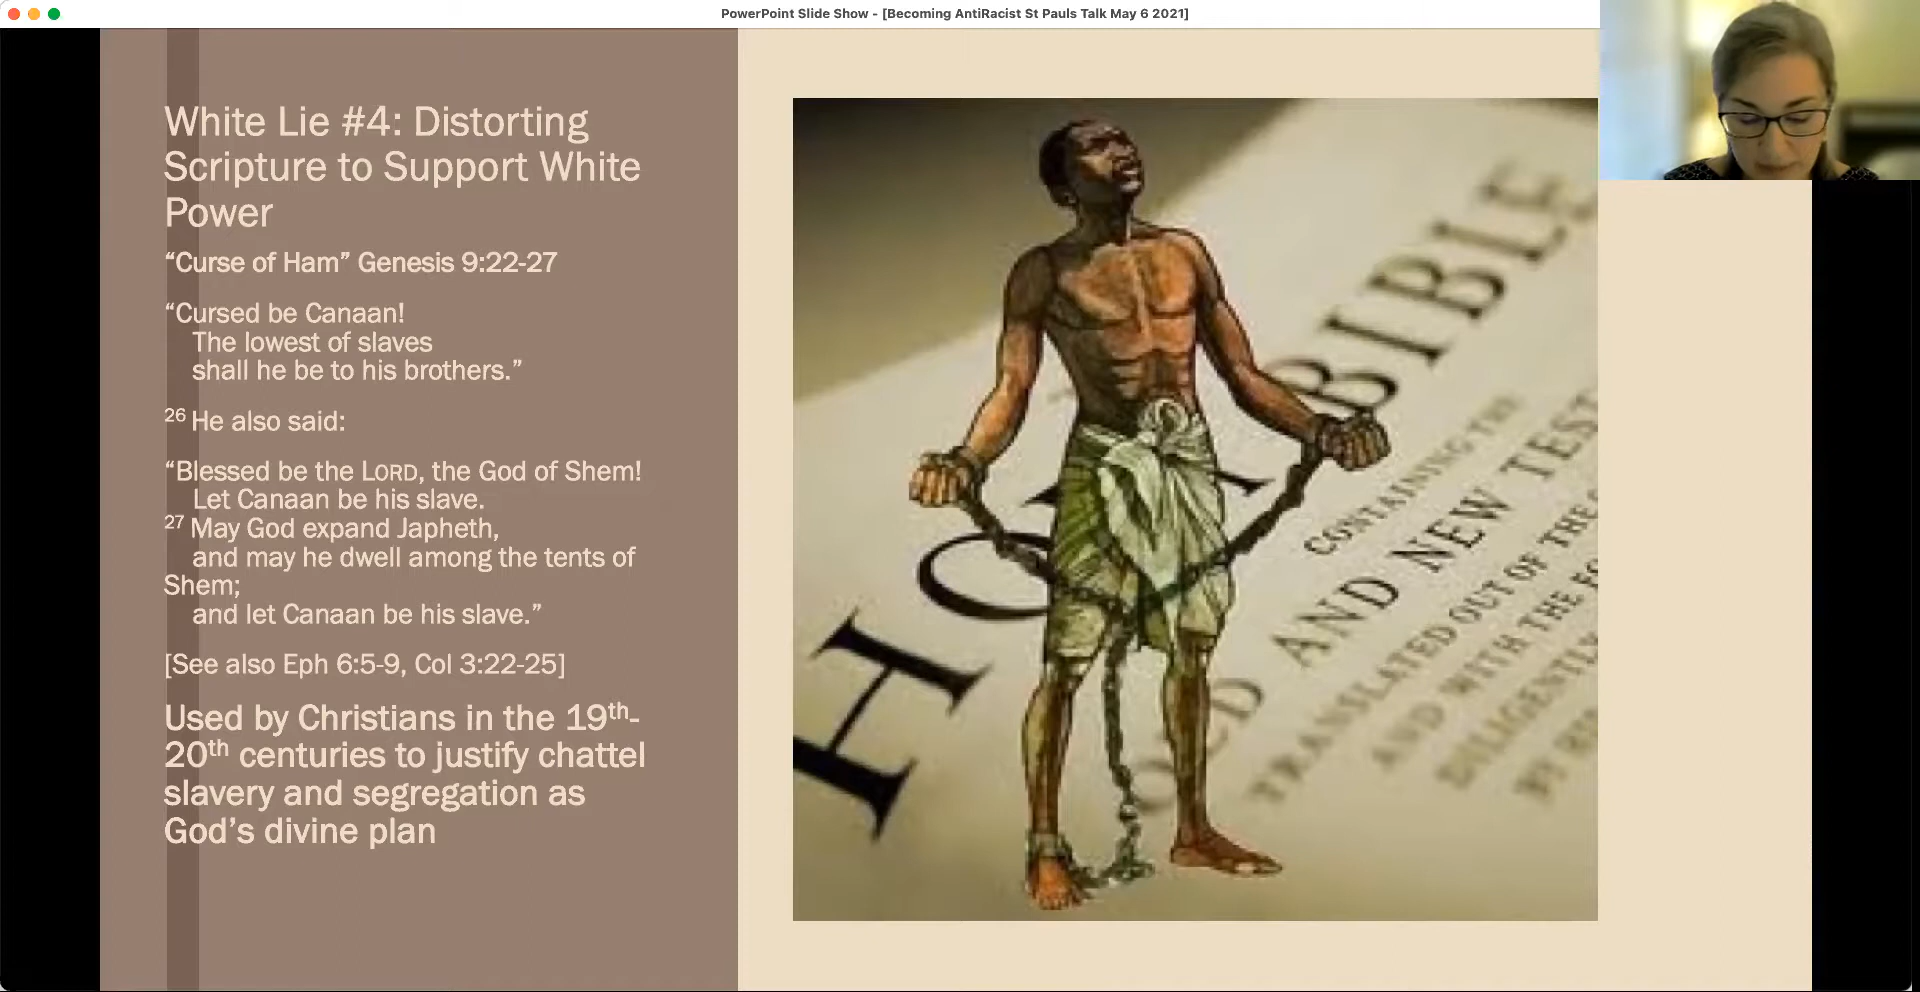 PowerPoint Slide Show - [Becoming AntiRacist St Pauls Talk May 6 2021]
White Lie #4: Distorting
Scripture to Support White
Power
“Curse of Ham” Genesis 9:22-27
“Cursed be Canaan!
The lowest of slaves
shall he be to his brothers.”
26 He also said:
“Blessed be the LORD, the God of Shem!
Let Canaan be his slave.
27 May God expand Japheth,
and may he dwell among the tents of
Shem;
and let Canaan be his slave.”
[See also Eph 6:5-9, Col 3:22-25]
Used by Christians in the 19th-
20th centuries to justify chattel
slavery and segregation as
God’s divine plan
BIBLE
CONTAINING THE
AND NEW TEST
TRANSLATED OUT OF THE
AND WITH THE
DILIGENTLY